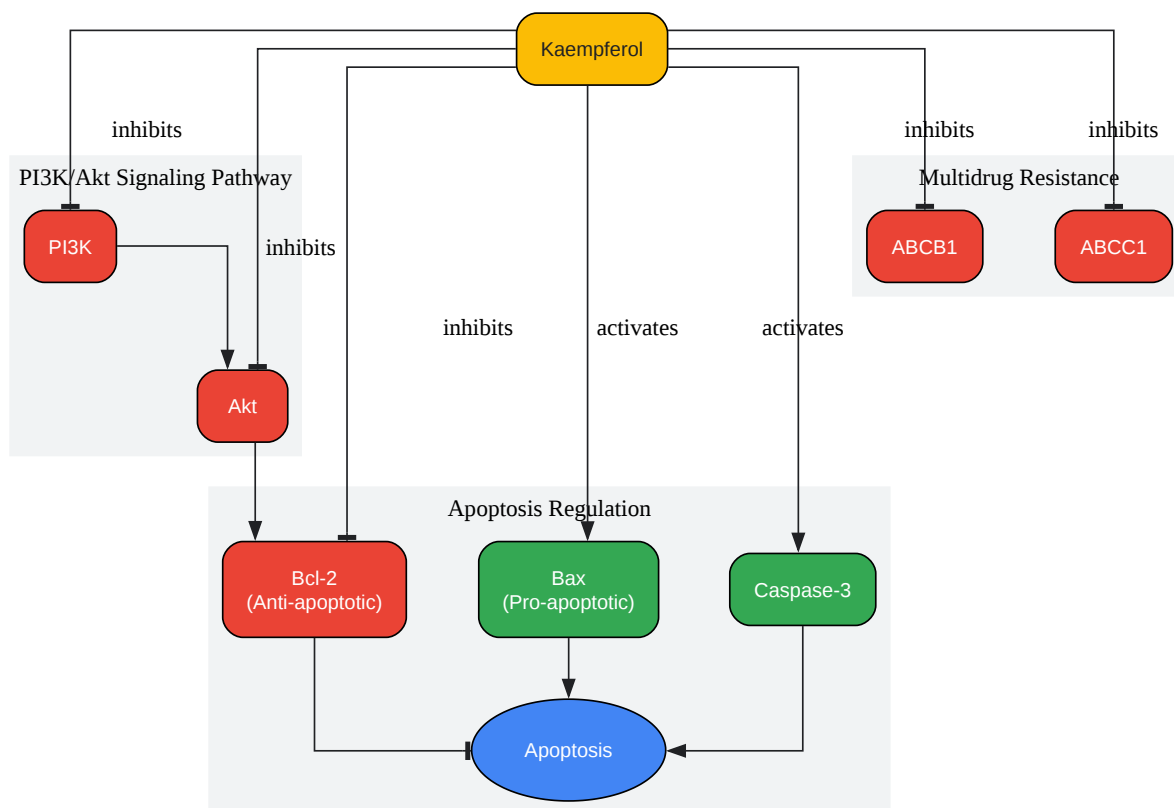 Kaempferol
inhibits
inhibits
inhibits
PI3K/Akt Signaling Pathway
Multidrug Resistance
PI3K
inhibits
ABCB1
ABCC1
inhibits
activates
activates
Akt
Apoptosis Regulation
Bcl-2
(Anti-apoptotic)
Bax
(Pro-apoptotic)
Caspase-3
Apoptosis